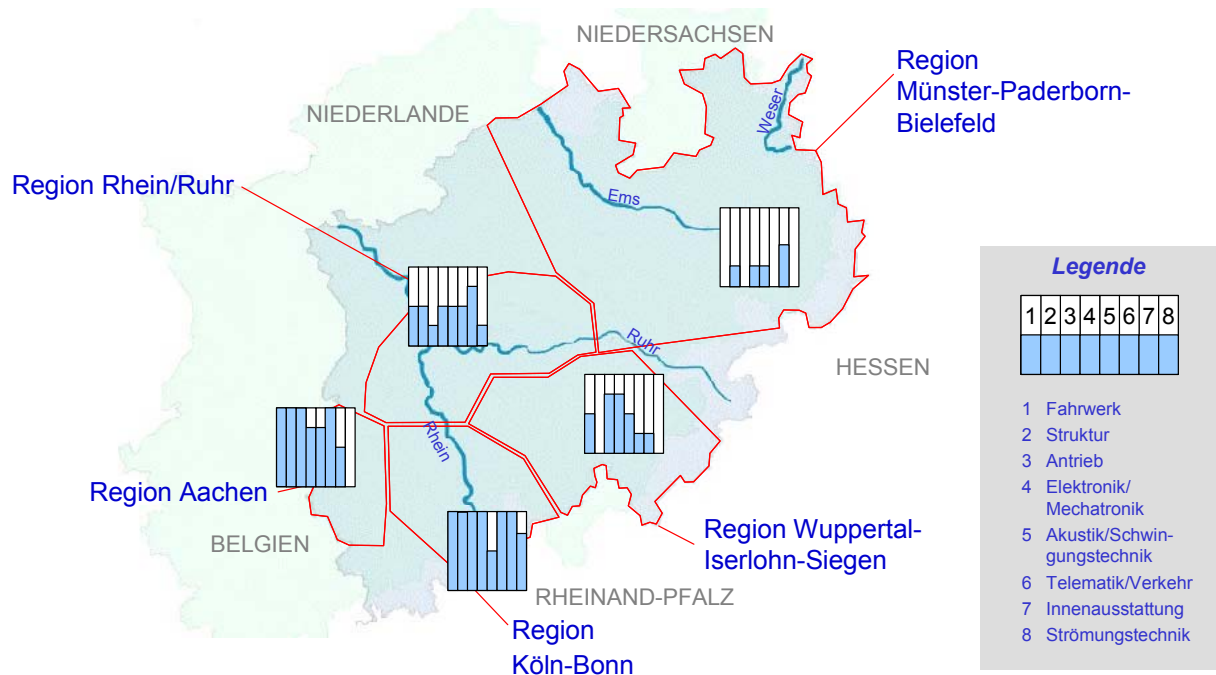 NIEDERSACHSEN
Region
Münster-Paderborn-
Bielefeld
NIEDERLANDE
Weser
Region Rhein/Ruhr
Ems
Ruhr
HESSEN
Rhein
Region Aachen
BELGIEN
Region Wuppertal-
Iserlohn-Siegen
RHEINAND-PFALZ
Region
Köln-Bonn
Legende
1 2 3 4 5 6 7 8
1 Fahrwerk
2 Struktur
3 Antrieb
4 Elektronik/
Mechatronik
5 Akustik/Schwin-
gungstechnik
6 Telematik/Verkehr
7 Innenausstattung
8 Strömungstechnik